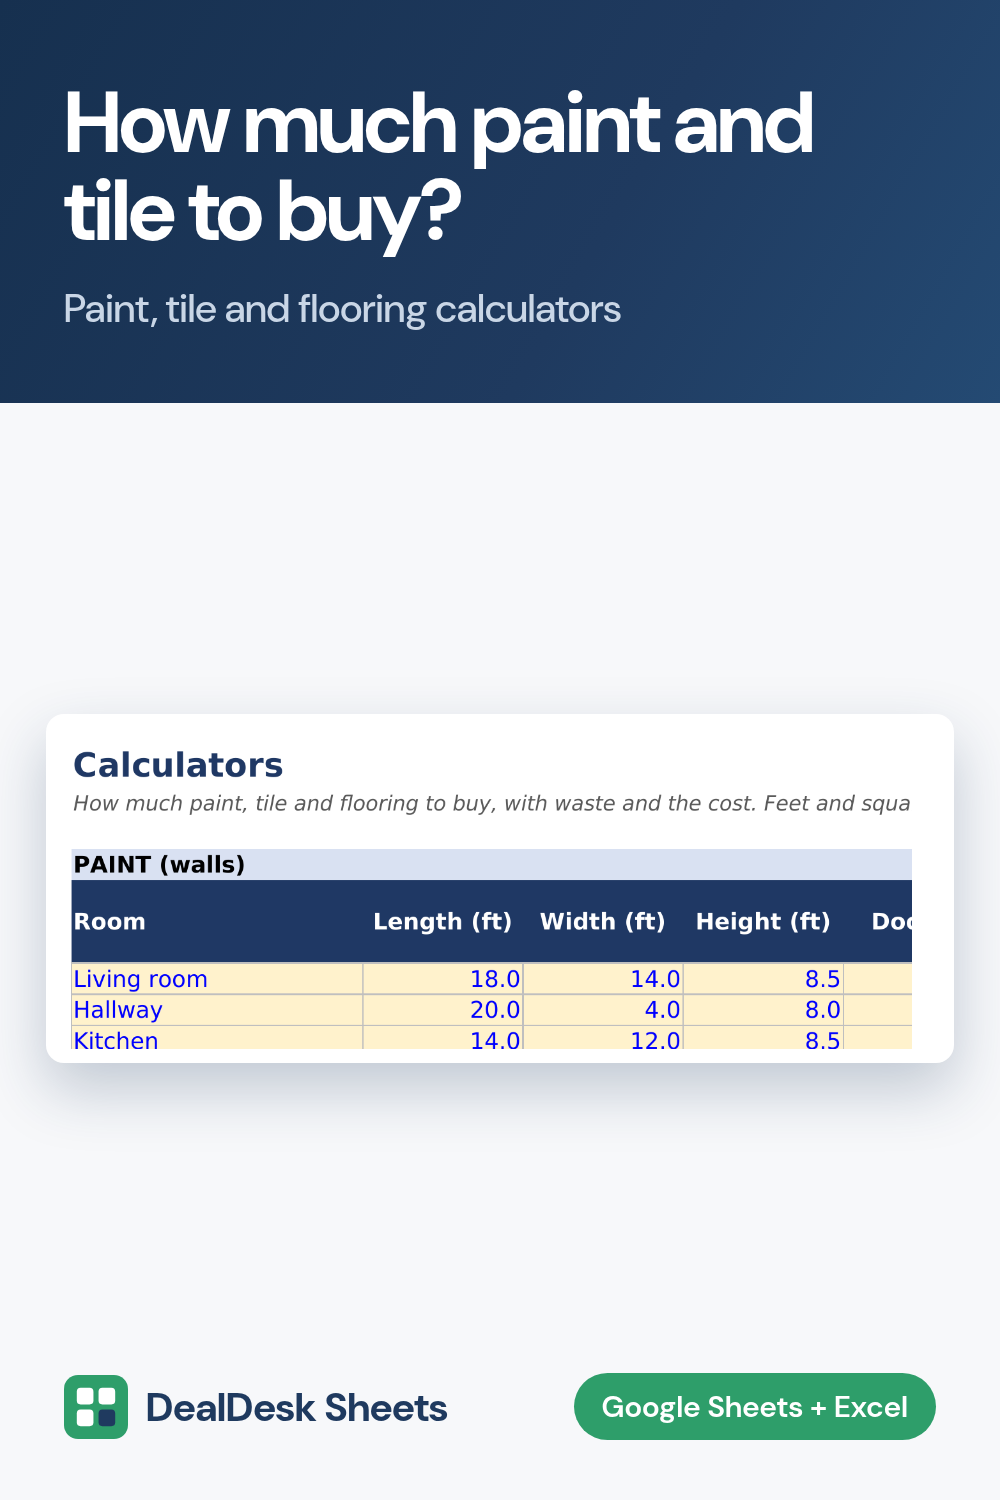 How much paint and
tile to buy?
Paint, tile and flooring calculators
Calculators
How much paint, tile and flooring to buy, with waste and the cost. Feet and squa
PAINT (walls)
Room Length (ft) Width (ft) Height (ft)
Living room 18.0 14.0 8.5
Hallway 20.0 4.0 8.0
Kitchen 14.0 12.0 8.5
DealDesk Sheets
Google Sheets + Excel